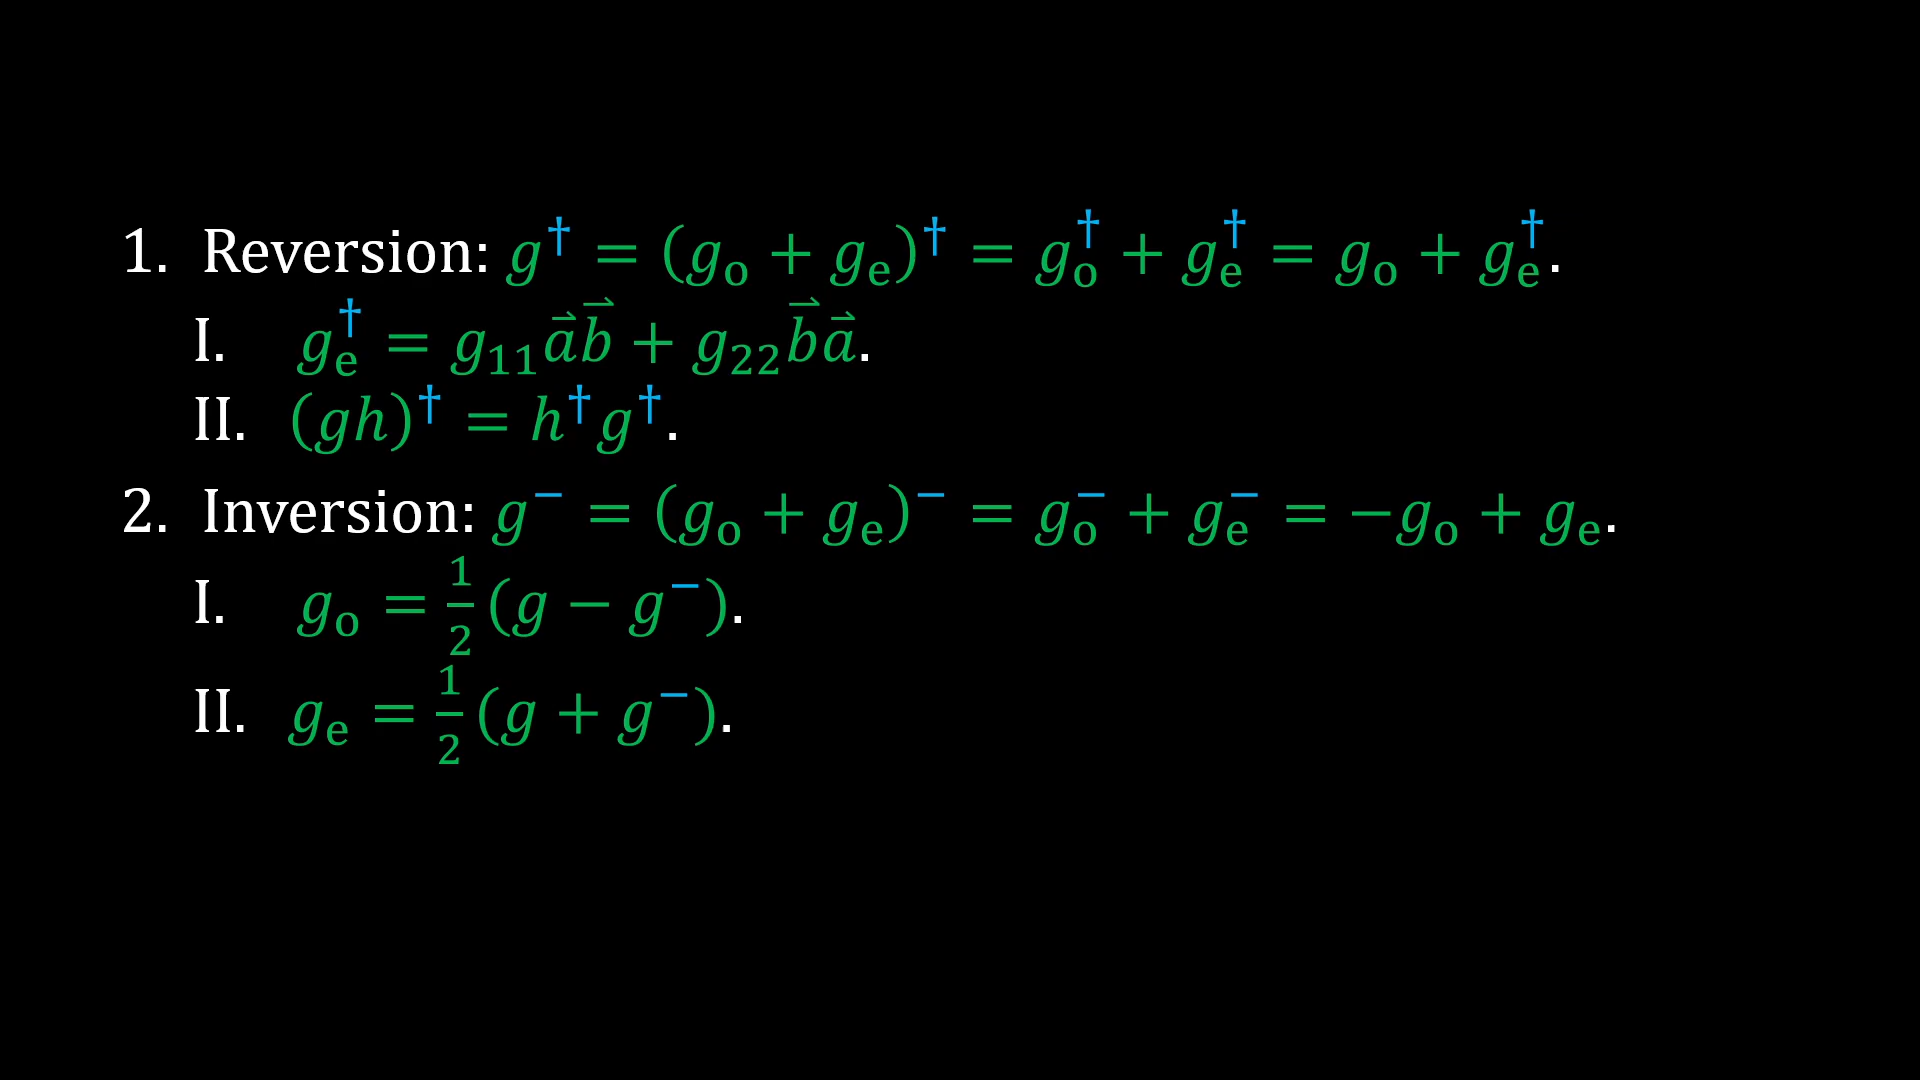 1. Reversion: g† = (gₒ + gₑ)† = gₒ† + gₑ† = gₒ + gₑ†.
I. gₑ† = g₁₁a⃗b⃗ + g₂₂b⃗a⃗.
II. (gh)† = h†g†.
2. Inversion: g⁻ = (gₒ + gₑ)⁻ = gₒ⁻ + gₑ⁻ = −gₒ + gₑ.
I. gₒ = ½(g − g⁻).
II. gₑ = ½(g + g⁻).